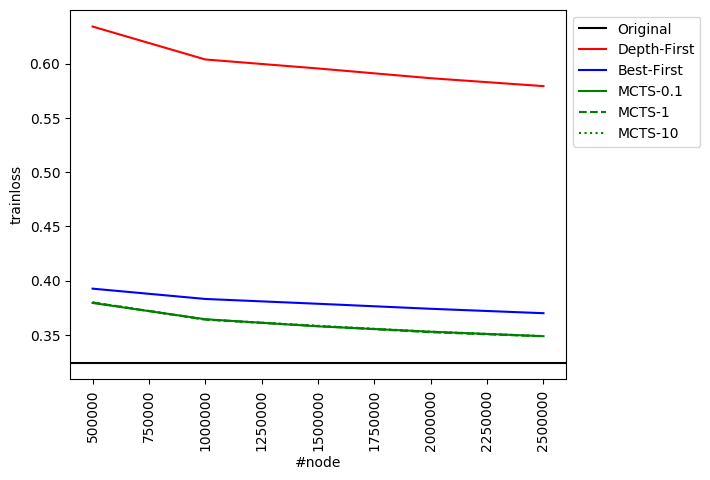 Original
Depth-First
Best-First
MCTS-0.1
MCTS-1
MCTS-10
trainloss
0.60
0.55
0.50
0.45
0.40
0.35
500000
750000
1000000
1250000
1500000
1750000
2000000
2250000
2500000
#node